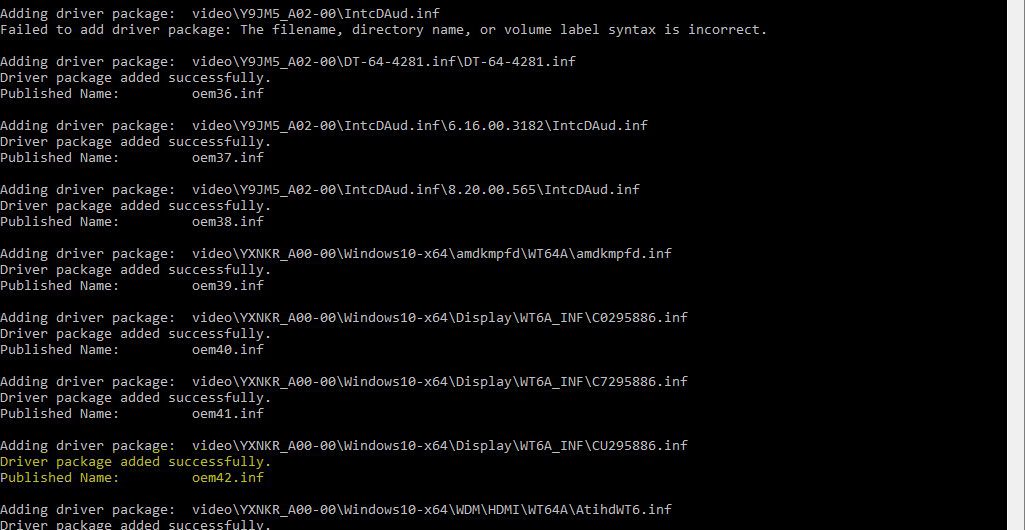 Adding driver package:  video\Y9JM5_A02-00\IntcDAud.inf
Failed to add driver package: The filename, directory name, or volume label syntax is incorrect.
Adding driver package:  video\Y9JM5_A02-00\DT-64-4281.inf\DT-64-4281.inf
Driver package added successfully.
Published Name:         oem36.inf
Adding driver package:  video\Y9JM5_A02-00\IntcDAud.inf\6.16.00.3182\IntcDAud.inf
Driver package added successfully.
Published Name:         oem37.inf
Adding driver package:  video\Y9JM5_A02-00\IntcDAud.inf\8.20.00.565\IntcDAud.inf
Driver package added successfully.
Published Name:         oem38.inf
Adding driver package:  video\YXNKR_A00-00\Windows10-x64\amdkmpfd\WT64A\amdkmpfd.inf
Driver package added successfully.
Published Name:         oem39.inf
Adding driver package:  video\YXNKR_A00-00\Windows10-x64\Display\WT6A_INF\C0295886.inf
Driver package added successfully.
Published Name:         oem40.inf
Adding driver package:  video\YXNKR_A00-00\Windows10-x64\Display\WT6A_INF\C7295886.inf
Driver package added successfully.
Published Name:         oem41.inf
Adding driver package:  video\YXNKR_A00-00\Windows10-x64\Display\WT6A_INF\CU295886.inf
Driver package added successfully.
Published Name:         oem42.inf
Adding driver package:  video\YXNKR_A00-00\Windows10-x64\WDM\HDMI\WT64A\AtihdWT6.inf
Driver package added successfully.